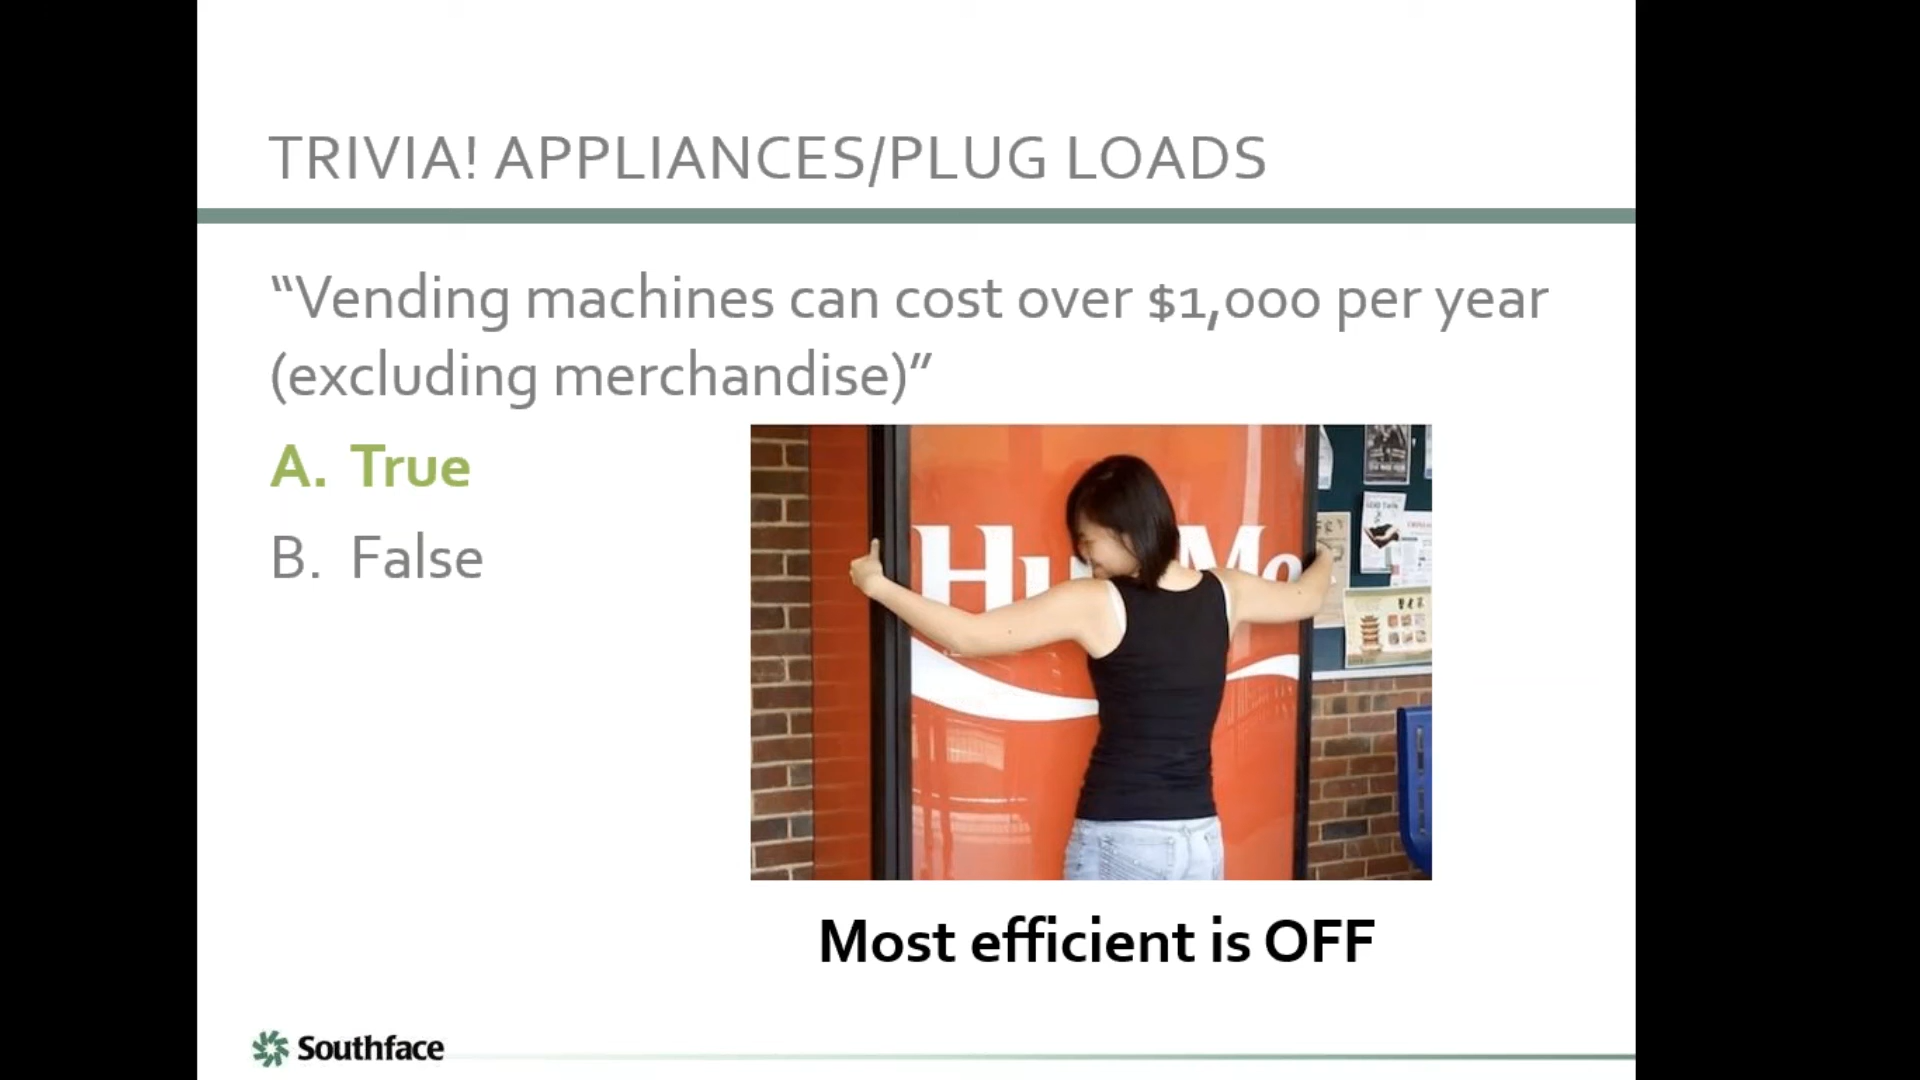 TRIVIA! APPLIANCES/PLUG LOADS
“Vending machines can cost over $1,000 per year
(excluding merchandise)”
A. True
B. False
Me
Most efficient is OFF
Southface